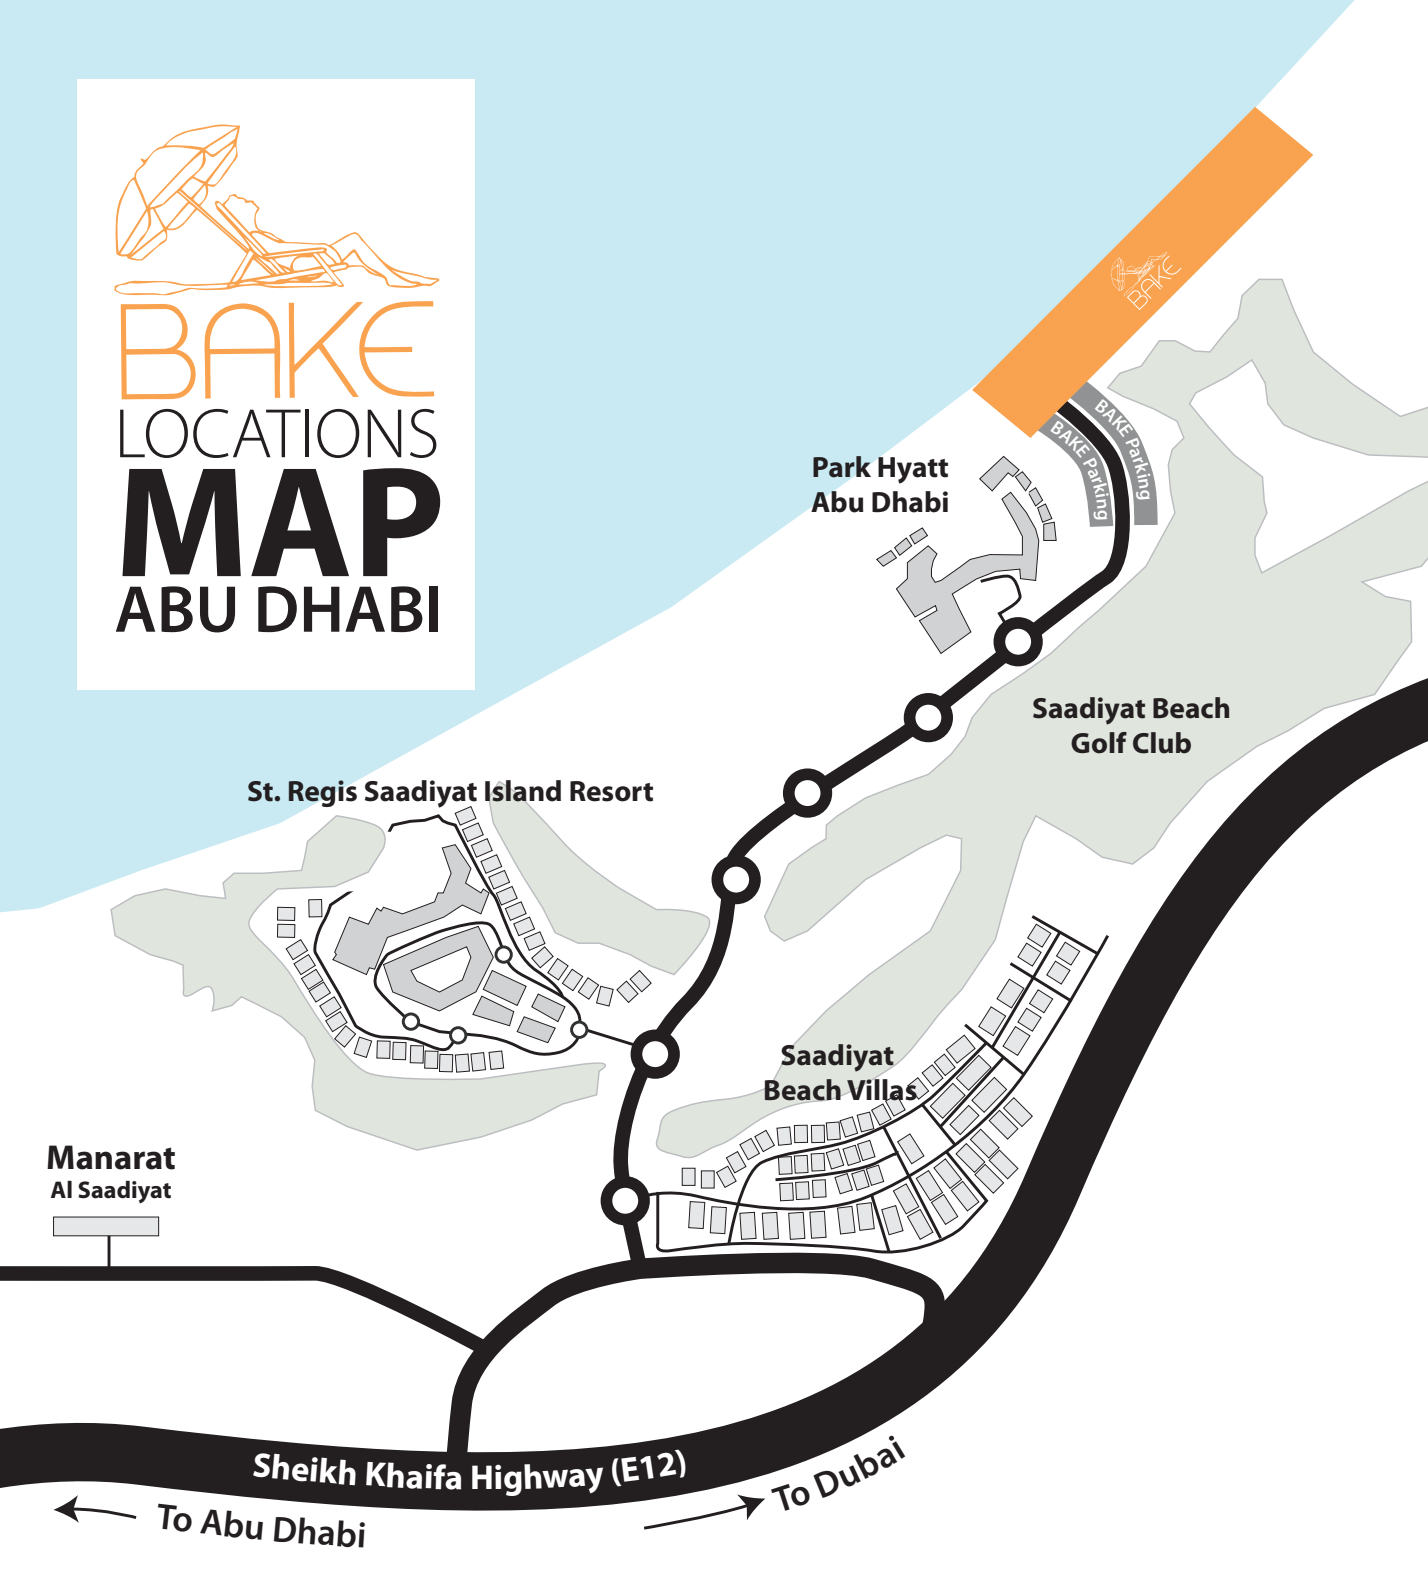 BAKE
LOCATIONS
MAP
ABU DHABI
BAKE
BAKE Parking
BAKE Parking
Park Hyatt
Abu Dhabi
Saadiyat Beach
Golf Club
St. Regis Saadiyat Island Resort
Saadiyat
Beach Villas
Manarat
Al Saadiyat
Sheikh Khaifa Highway (E12)
To Abu Dhabi
To Dubai